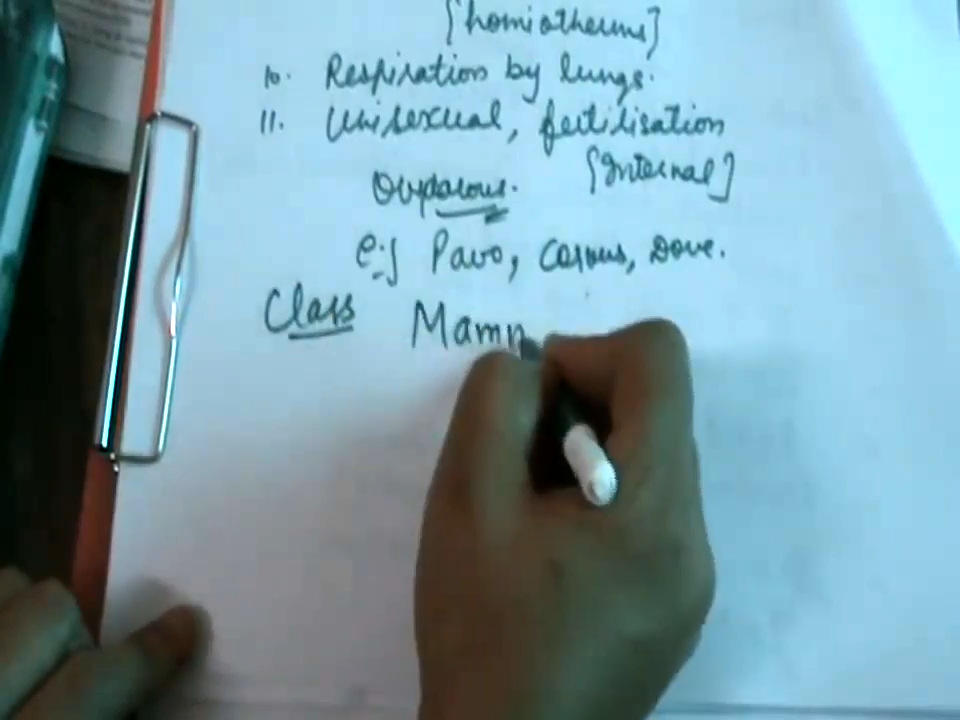 [homiotherms]
10. Respiration by lungs.
11. Unisexual, fertilisation
[Internal]
Oviparous.
e.g Pavo, Corvus, Dove.
Class Mamm